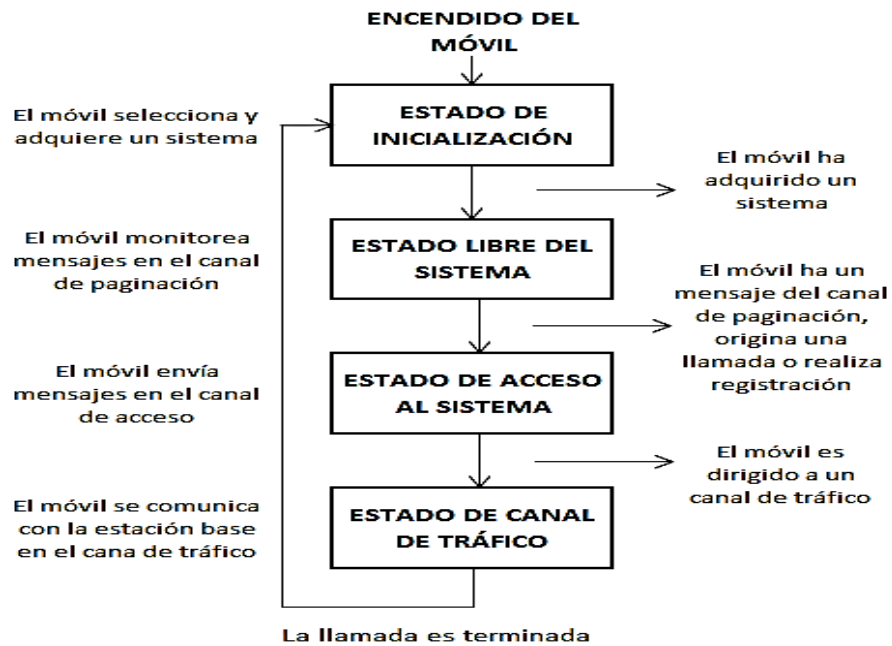 ENCENDIDO DEL
MÓVIL
El móvil selecciona y
adquiere un sistema
ESTADO DE
INICIALIZACIÓN
El móvil ha
adquirido un
sistema
El móvil monitorea
mensajes en el canal
de paginación
ESTADO LIBRE DEL
SISTEMA
El móvil ha un
mensaje del canal
de paginación,
origina una
llamada o realiza
registración
El móvil envía
mensajes en el canal
de acceso
ESTADO DE ACCESO
AL SISTEMA
El móvil es
dirigido a un
canal de tráfico
El móvil se comunica
con la estación base
en el cana de tráfico
ESTADO DE CANAL
DE TRÁFICO
La llamada es terminada